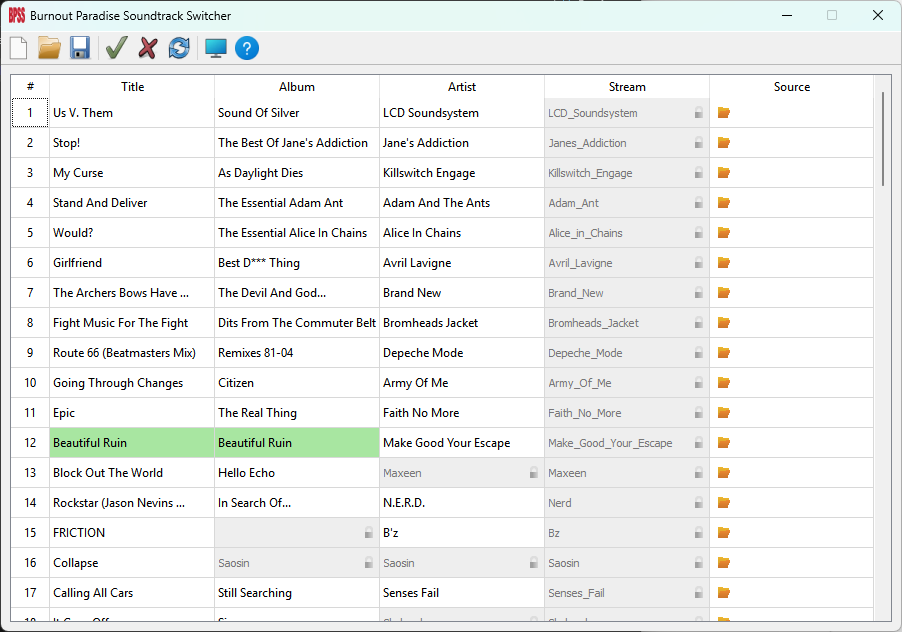 BPSS Burnout Paradise Soundtrack Switcher
?
# Title Album Artist Stream Source
1 Us V. Them Sound Of Silver LCD Soundsystem LCD_Soundsystem
2 Stop! The Best Of Jane's Addiction Jane's Addiction Janes_Addiction
3 My Curse As Daylight Dies Killswitch Engage Killswitch_Engage
4 Stand And Deliver The Essential Adam Ant Adam And The Ants Adam_Ant
5 Would? The Essential Alice In Chains Alice In Chains Alice_in_Chains
6 Girlfriend Best D*** Thing Avril Lavigne Avril_Lavigne
7 The Archers Bows Have ... The Devil And God... Brand New Brand_New
8 Fight Music For The Fight Dits From The Commuter Belt Bromheads Jacket Bromheads_Jacket
9 Route 66 (Beatmasters Mix) Remixes 81-04 Depeche Mode Depeche_Mode
10 Going Through Changes Citizen Army Of Me Army_Of_Me
11 Epic The Real Thing Faith No More Faith_No_More
12 Beautiful Ruin Beautiful Ruin Make Good Your Escape Make_Good_Your_Escape
13 Block Out The World Hello Echo Maxeen Maxeen
14 Rockstar (Jason Nevins ... In Search Of... N.E.R.D. Nerd
15 FRICTION B'z Bz
16 Collapse Saosin Saosin Saosin
17 Calling All Cars Still Searching Senses Fail Senses_Fail